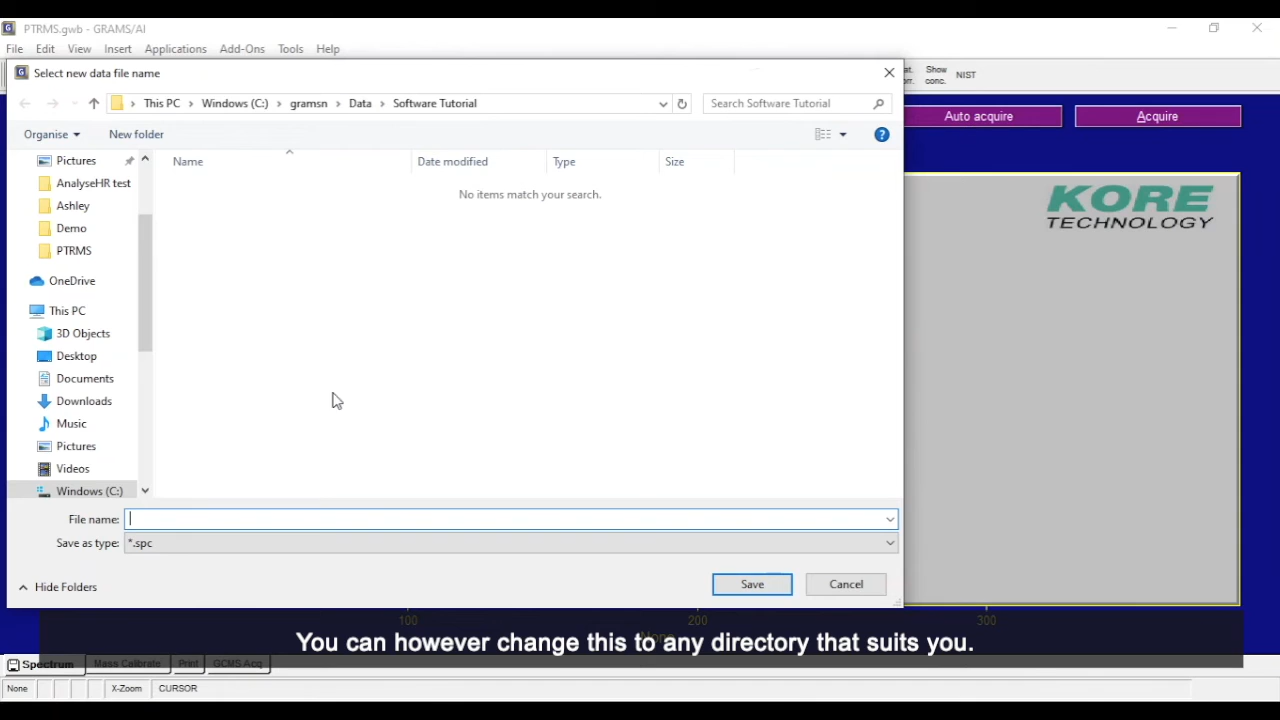 PTRMS.gwb - GRAMS/AI
File Edit View Insert Applications Add-Ons Tools Help
Select new data file name
at. Show NIST
orr. conc.
This PC › Windows (C:) › gramsn › Data › Software Tutorial
Search Software Tutorial
Auto acquire Acquire
Organise New folder
Name Date modified Type Size
Pictures
No items match your search.
AnalyseHR test
Ashley
Demo
PTRMS
OneDrive
This PC
3D Objects
Desktop
Documents
Downloads
Music
Pictures
Videos
Windows (C:)
KORE
TECHNOLOGY
File name:
Save as type: *.spc
Hide Folders
Save Cancel
100 200 300
None
You can however change this to any directory that suits you.
Spectrum Mass Calibrate Print GCMS Acq
None X-Zoom CURSOR